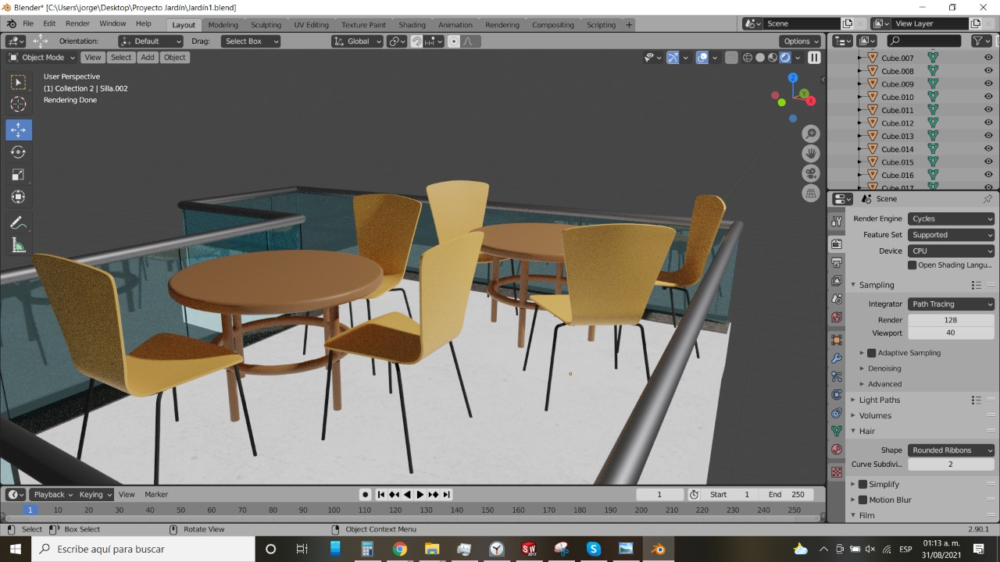 Blender* [C:\Users\jorge\Desktop\Proyecto Jardín\Jardín1.blend]
File Edit Render Window Help Layout Modeling Sculpting UV Editing Texture Paint Shading Animation Rendering Compositing Scripting + Scene View Layer
Orientation: Default Drag: Select Box Global Options
Object Mode View Select Add Object
User Perspective
(1) Collection 2 | Silla.002
Rendering Done
Z
Y
X
Cube.007
Cube.008
Cube.009
Cube.010
Cube.011
Cube.012
Cube.013
Cube.014
Cube.015
Cube.016
Cube.017
Scene
Render Engine Cycles
Feature Set Supported
Device CPU
Open Shading Langu...
Sampling
Integrator Path Tracing
Render 128
Viewport 40
Adaptive Sampling
Denoising
Advanced
Light Paths
Volumes
Hair
Shape Rounded Ribbons
Curve Subdivi... 2
Simplify
Motion Blur
Film
Playback Keying View Marker 1 Start 1 End 250
1 10 20 30 40 50 60 70 80 90 100 110 120 130 140 150 160 170 180 190 200 210 220 230 240 250
Select Box Select Rotate View Object Context Menu 2.90.1
Escribe aquí para buscar
ESP
01:13 a. m.
31/08/2021